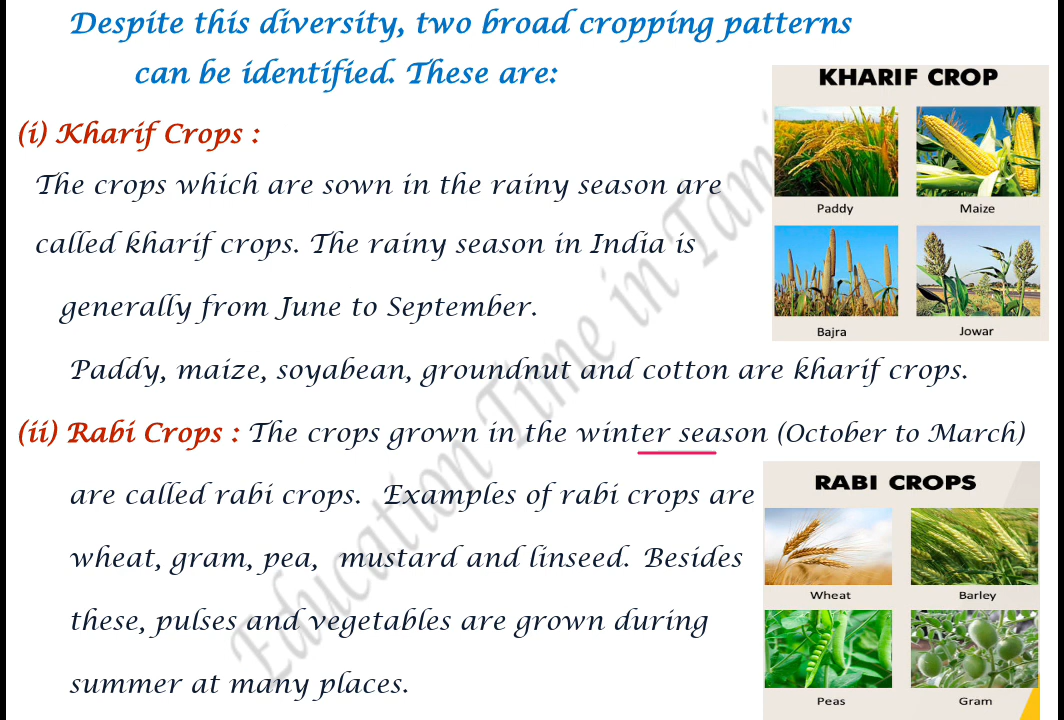 Despite this diversity, two broad cropping patterns
can be identified. These are:
(i) Kharif Crops :
The crops which are sown in the rainy season are
called kharif crops. The rainy season in India is
generally from June to September.
Paddy, maize, soyabean, groundnut and cotton are kharif crops.
KHARIF CROP
Paddy Maize
Bajra Jowar
(ii) Rabi Crops : The crops grown in the winter season (October to March)
are called rabi crops. Examples of rabi crops are
wheat, gram, pea, mustard and linseed. Besides
these, pulses and vegetables are grown during
summer at many places.
RABI CROPS
Wheat Barley
Peas Gram
Education Time in Tami